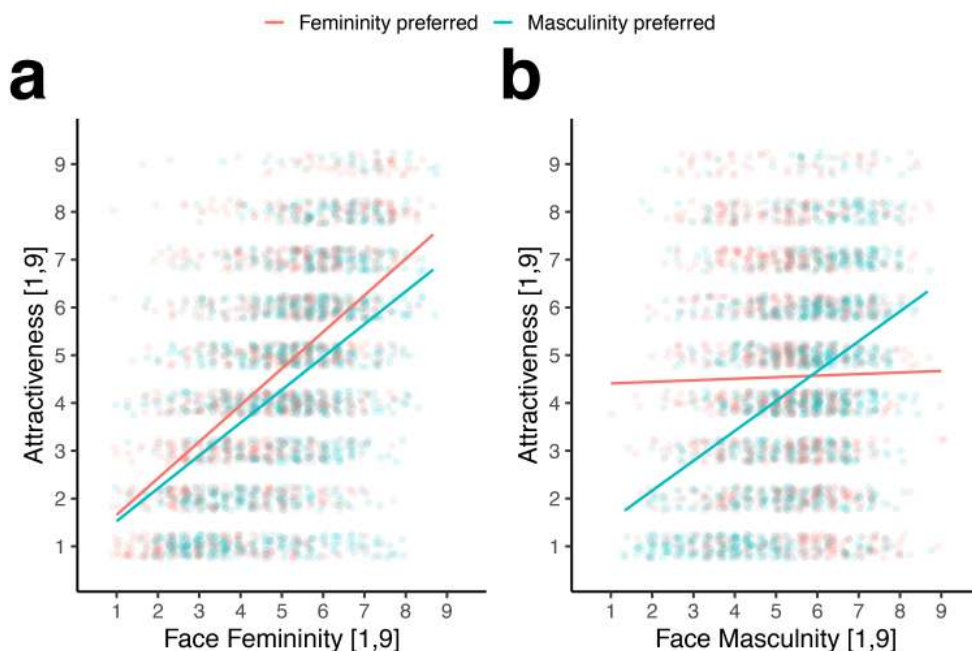 Femininity preferred Masculinity preferred
a b
Attractiveness [1,9]
9
8
7
6
5
4
3
2
1
1 2 3 4 5 6 7 8 9
Face Femininity [1,9]
Attractiveness [1,9]
9
8
7
6
5
4
3
2
1
1 2 3 4 5 6 7 8 9
Face Masculnity [1,9]